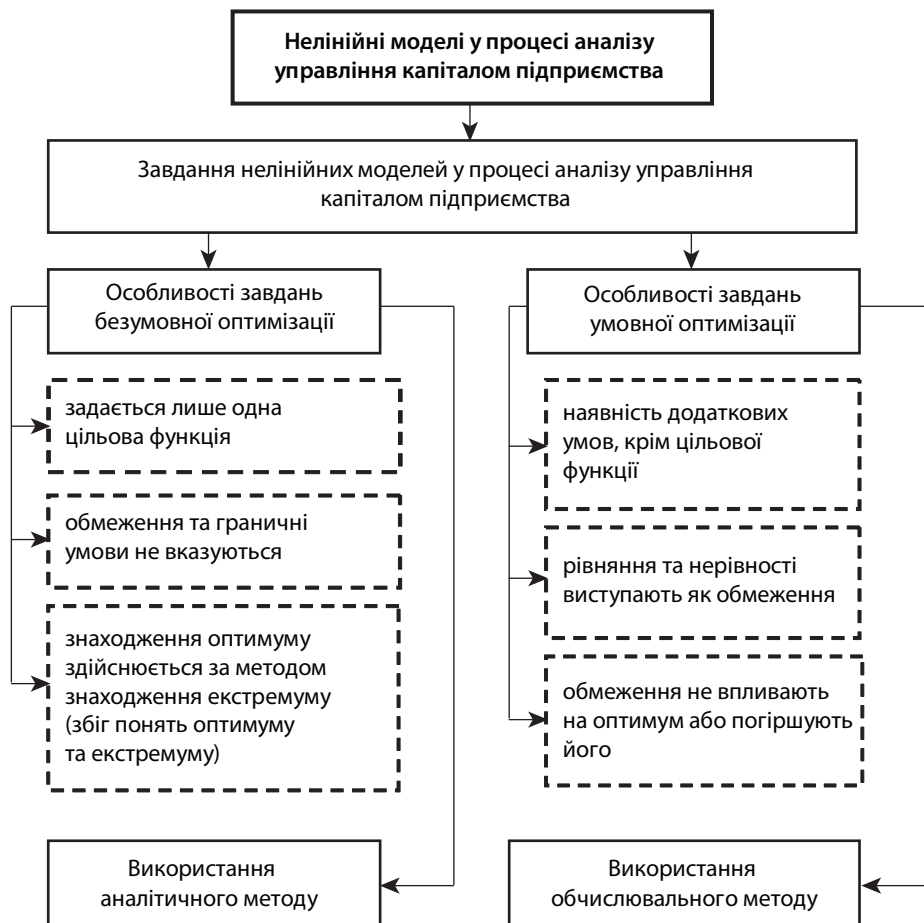 Нелінійні моделі у процесі аналізу
управління капіталом підприємства
Завдання нелінійних моделей у процесі аналізу управління
капіталом підприємства
Особливості завдань
безумовної оптимізації
задається лише одна
цільова функція
обмеження та граничні
умови не вказуються
знаходження оптимуму
здійснюється за методом
знаходження екстремуму
(збіг понять оптимуму
та екстремуму)
Використання
аналітичного методу
Особливості завдань
умовної оптимізації
наявність додаткових
умов, крім цільової
функції
рівняння та нерівності
виступають як обмеження
обмеження не впливають
на оптимум або погіршують
його
Використання
обчислювального методу